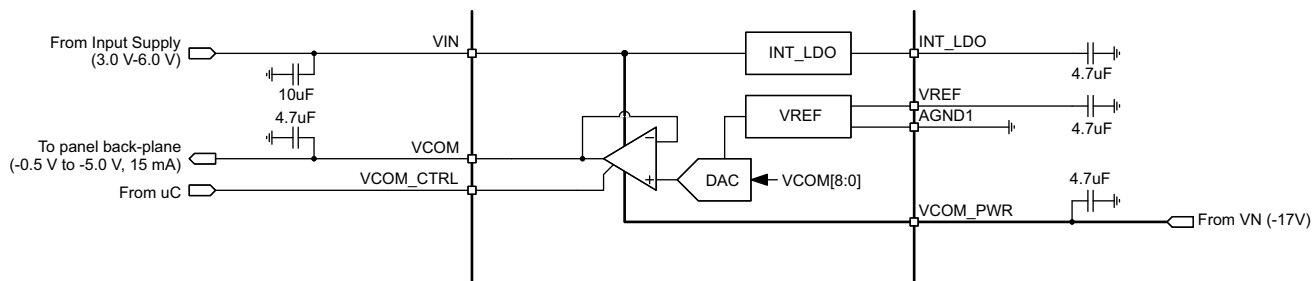 From Input Supply
(3.0 V-6.0 V)
VIN
INT_LDO
INT_LDO
10uF
4.7uF
4.7uF
VREF
VREF
AGND1
4.7uF
To panel back-plane
(-0.5 V to -5.0 V, 15 mA)
VCOM
VCOM_CTRL
From uC
–
+
DAC
VCOM[8:0]
4.7uF
VCOM_PWR
From VN (-17V)